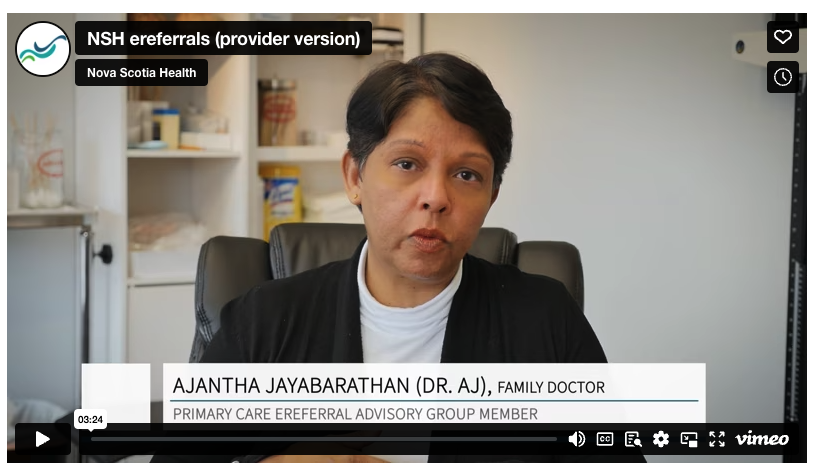 NSH ereferrals (provider version)
Nova Scotia Health
AJANTHA JAYABARATHAN (DR. AJ), FAMILY DOCTOR
PRIMARY CARE EREFERRAL ADVISORY GROUP MEMBER
03:24
CC
vimeo